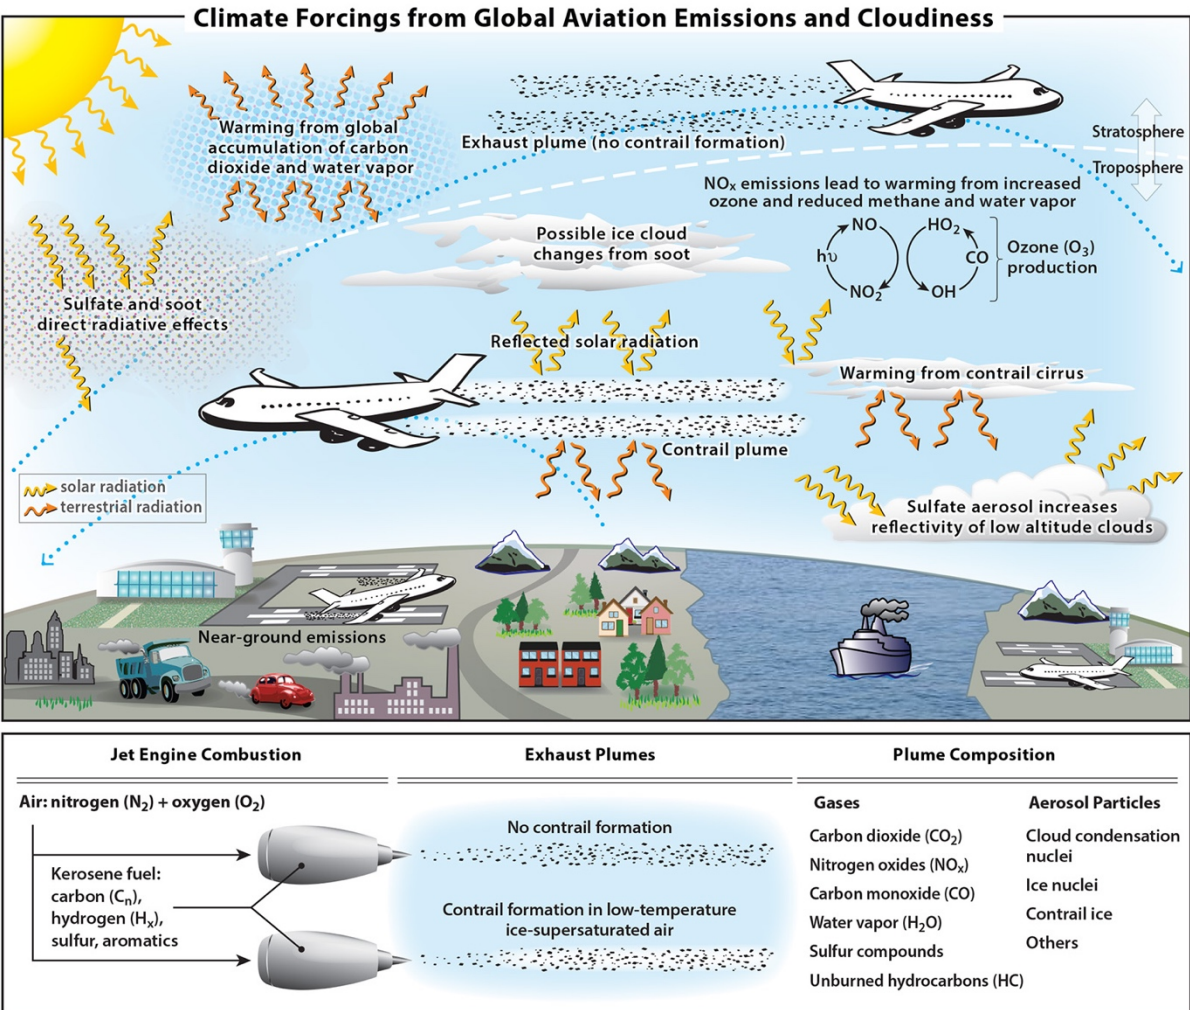 Climate Forcings from Global Aviation Emissions and Cloudiness
Warming from global
accumulation of carbon
dioxide and water vapor
Exhaust plume (no contrail formation)
Stratosphere
Troposphere
NOₓ emissions lead to warming from increased
ozone and reduced methane and water vapor
NO
HO₂
hυ
CO
NO₂
OH
Ozone (O₃)
production
Possible ice cloud
changes from soot
Sulfate and soot
direct radiative effects
Reflected solar radiation
Warming from contrail cirrus
Contrail plume
solar radiation
terrestrial radiation
Sulfate aerosol increases
reflectivity of low altitude clouds
Near-ground emissions
Jet Engine Combustion
Air: nitrogen (N₂) + oxygen (O₂)
Kerosene fuel:
carbon (Cₙ),
hydrogen (Hₓ),
sulfur, aromatics
Exhaust Plumes
No contrail formation
Contrail formation in low-temperature
ice-supersaturated air
Plume Composition
Gases
Carbon dioxide (CO₂)
Nitrogen oxides (NOₓ)
Carbon monoxide (CO)
Water vapor (H₂O)
Sulfur compounds
Unburned hydrocarbons (HC)
Aerosol Particles
Cloud condensation
nuclei
Ice nuclei
Contrail ice
Others